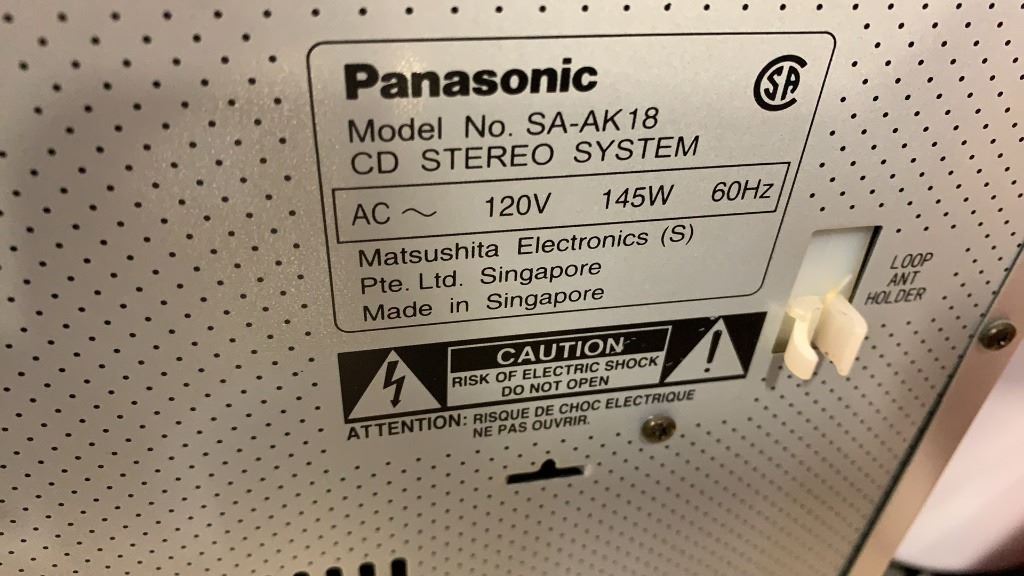 Panasonic
SA
Model No. SA-AK18
CD STEREO SYSTEM
AC ~ 120V 145W 60Hz
Matsushita Electronics (S)
Pte. Ltd. Singapore
Made in Singapore
LOOP
ANT
HOLDER
CAUTION
RISK OF ELECTRIC SHOCK
DO NOT OPEN
ATTENTION: RISQUE DE CHOC ELECTRIQUE
NE PAS OUVRIR.